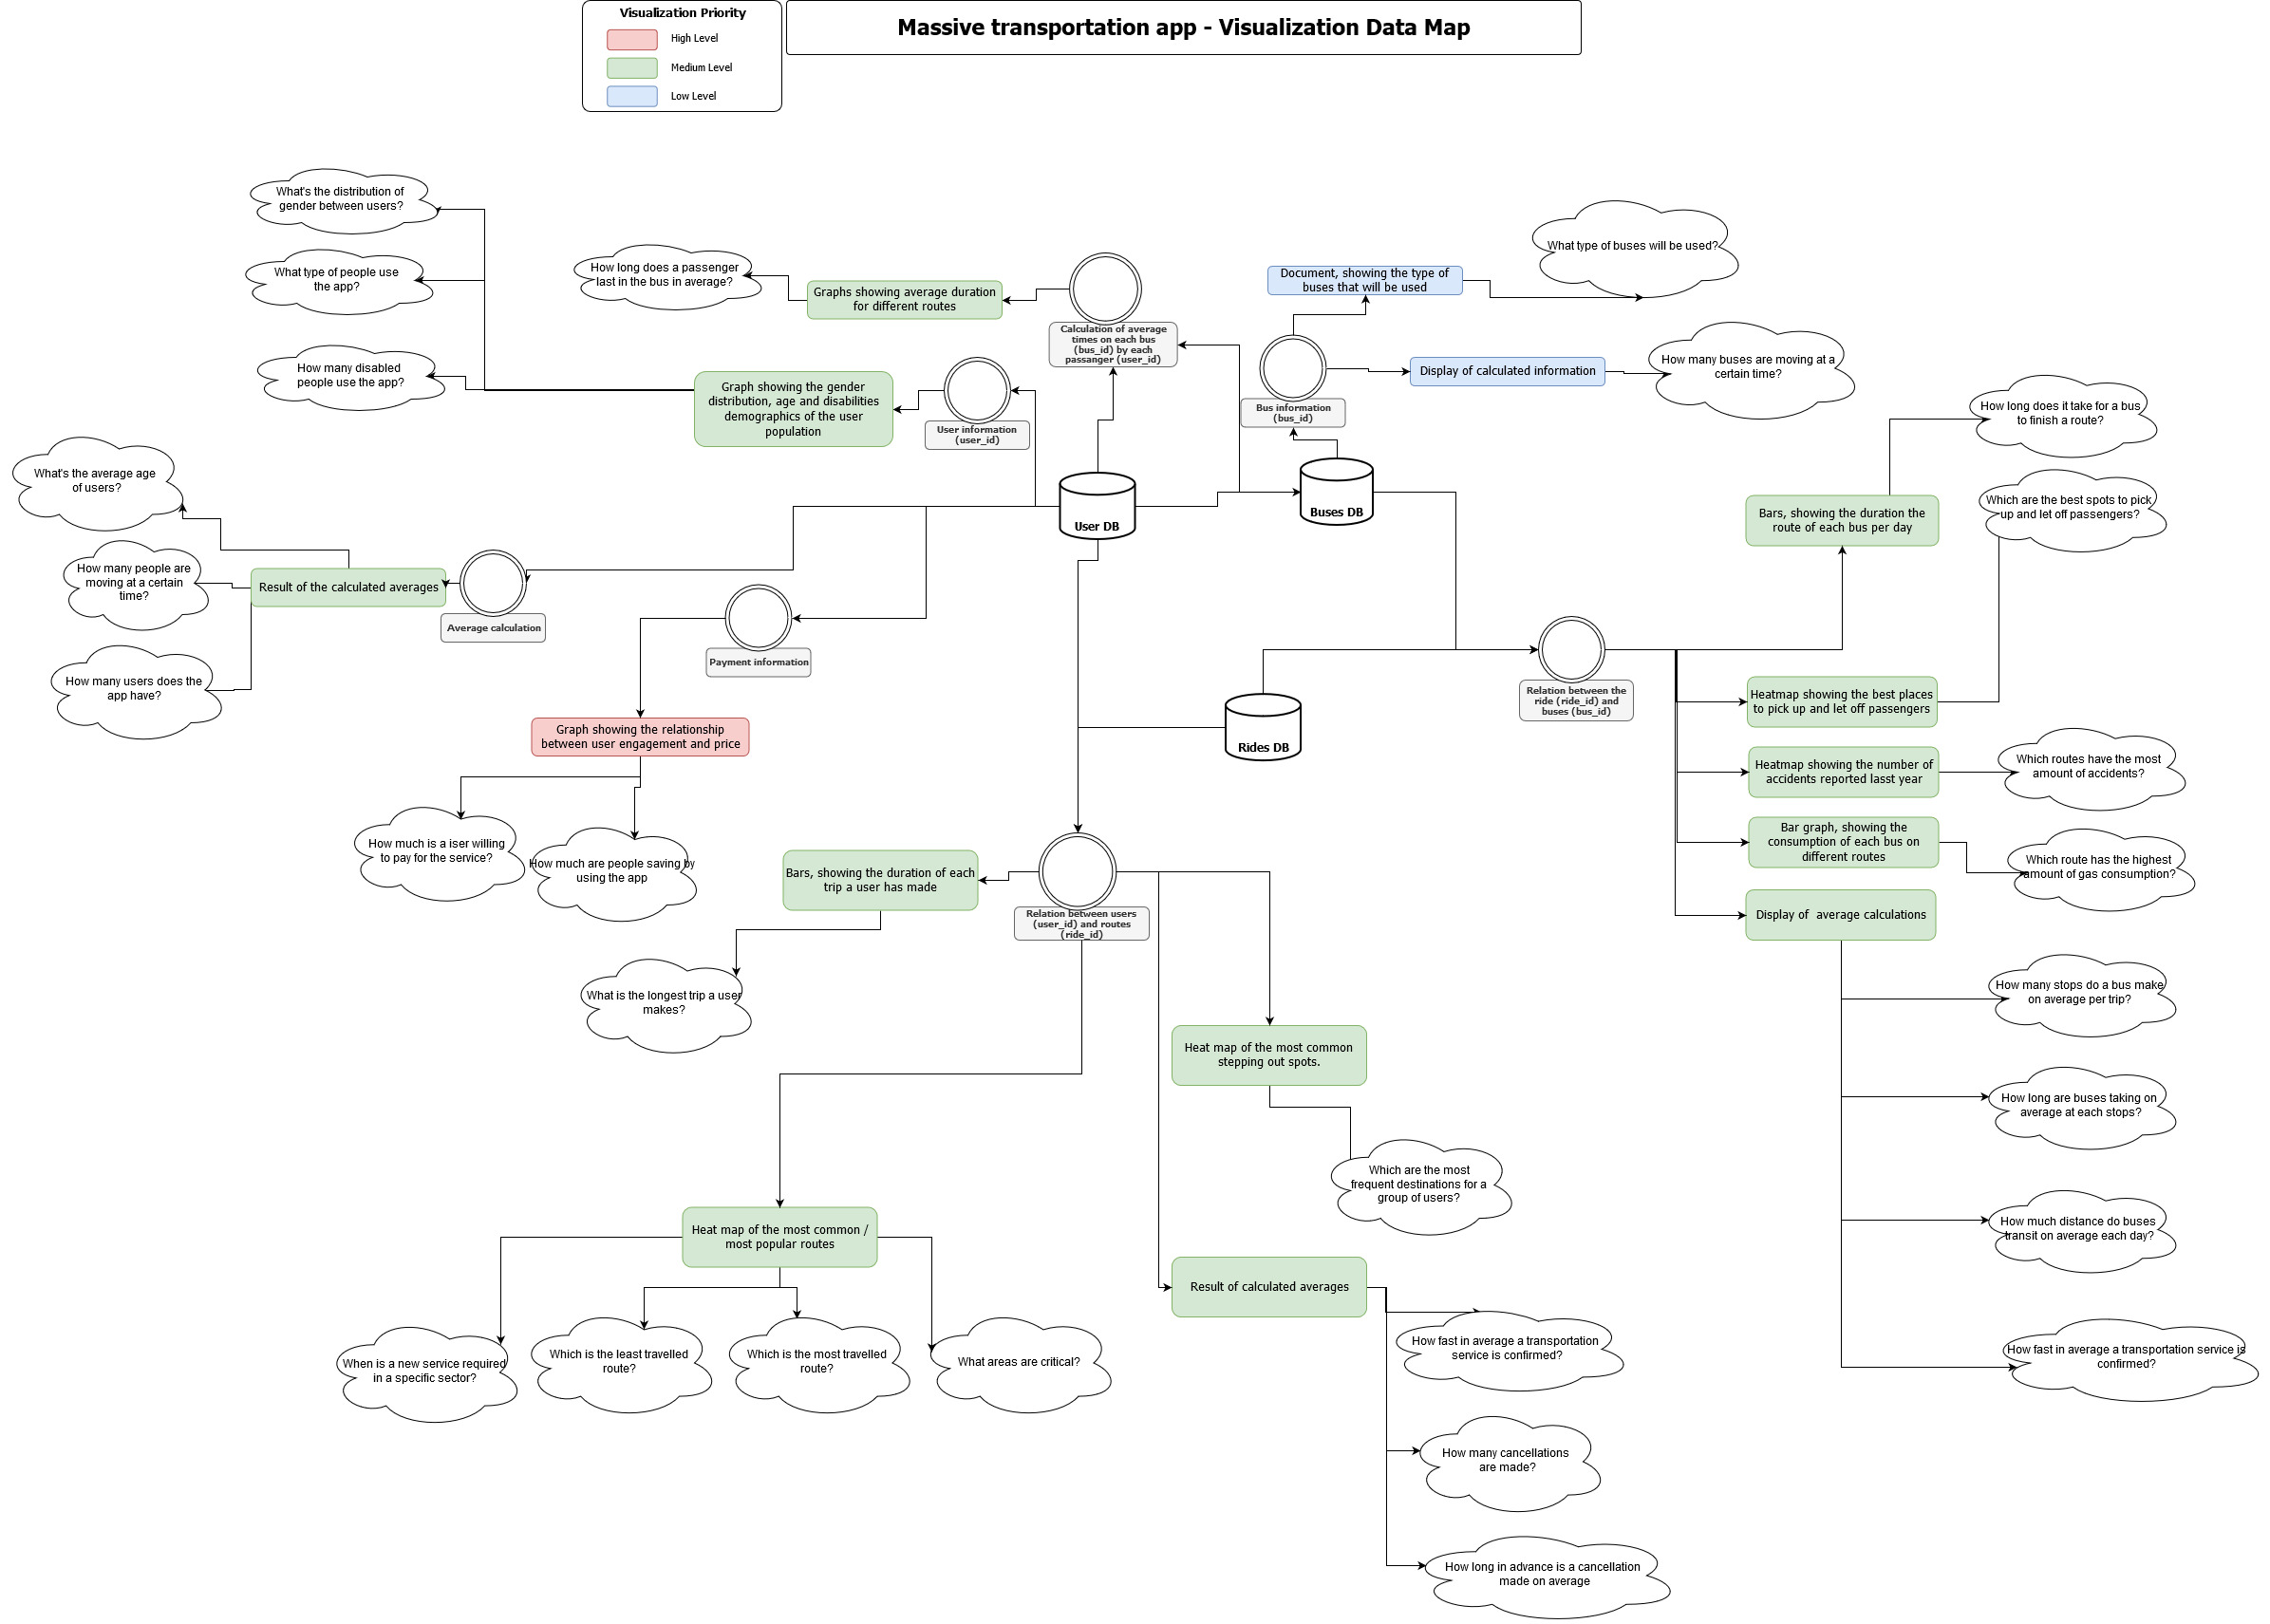 Visualization Priority
High Level
Medium Level
Low Level
Massive transportation app - Visualization Data Map
What's the distribution of
gender between users?
What type of people use
the app?
How many disabled
people use the app?
How long does a passenger
last in the bus in average?
Graphs showing average duration
for different routes
Calculation of average
times on each bus
(bus_id) by each
passanger (user_id)
Graph showing the gender
distribution, age and disabilities
demographics of the user
population
User information
(user_id)
Document, showing the type of
buses that will be used
What type of buses will be used?
Display of calculated information
How many buses are moving at a
certain time?
Bus information
(bus_id)
User DB
Buses DB
How long does it take for a bus
to finish a route?
Which are the best spots to pick
up and let off passengers?
Bars, showing the duration the
route of each bus per day
What's the average age
of users?
How many people are
moving at a certain
time?
How many users does the
app have?
Result of the calculated averages
Average calculation
Payment information
Graph showing the relationship
between user engagement and price
How much is a iser willing
to pay for the service?
How much are people saving by
using the app
Rides DB
Relation between the
ride (ride_id) and
buses (bus_id)
Heatmap showing the best places
to pick up and let off passengers
Heatmap showing the number of
accidents reported lasst year
Which routes have the most
amount of accidents?
Bar graph, showing the
consumption of each bus on
different routes
Which route has the highest
amount of gas consumption?
Display of  average calculations
Bars, showing the duration of each
trip a user has made
Relation between users
(user_id) and routes
(ride_id)
What is the longest trip a user
makes?
How many stops do a bus make
on average per trip?
How long are buses taking on
average at each stops?
How much distance do buses
transit on average each day?
How fast in average a transportation service is
confirmed?
Heat map of the most common
stepping out spots.
Which are the most
frequent destinations for a
group of users?
Heat map of the most common /
most popular routes
When is a new service required
in a specific sector?
Which is the least travelled
route?
Which is the most travelled
route?
What areas are critical?
Result of calculated averages
How fast in average a transportation
service is confirmed?
How many cancellations
are made?
How long in advance is a cancellation
made on average